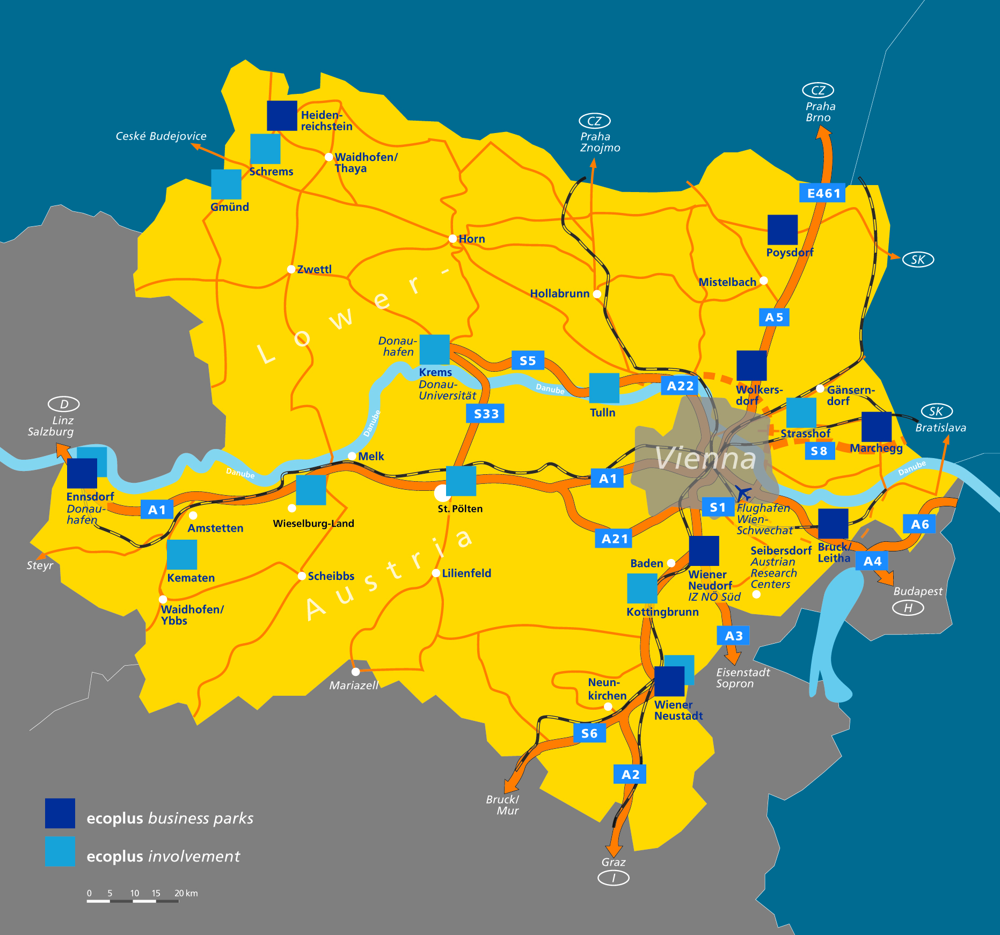 CZ
Praha
Brno
CZ
Praha
Znojmo
Ceské Budejovice
Heiden-
reichstein
Waidhofen/
Thaya
Schrems
Gmünd
E461
Poysdorf
SK
Horn
Zwettl
Mistelbach
Hollabrunn
A5
Lower-
Donau-
hafen
Krems
Donau-
Universität
S5
Danube
A22
Tulln
Wolkers-
dorf
Gänsern-
dorf
Strasshof
Marchegg
S8
SK
Bratislava
D
Linz
Salzburg
S33
Danube
Melk
Danube
Vienna
Danube
Ennsdorf
Donau-
hafen
A1
A1
Amstetten
Wieselburg-Land
St. Pölten
S1
Flughafen
Wien-
Schwechat
A21
A6
Bruck/
Leitha
A4
Budapest
H
Steyr
Kematen
Scheibbs
Lilienfeld
Austria
Baden
Wiener
Neudorf
IZ NÖ Süd
Seibersdorf
Austrian
Research
Centers
Waidhofen/
Ybbs
Kottingbrunn
A3
Eisenstadt
Sopron
Mariazell
Neun-
kirchen
Wiener
Neustadt
S6
A2
Bruck/
Mur
Graz
I
ecoplus business parks
ecoplus involvement
0 5 10 15 20 km